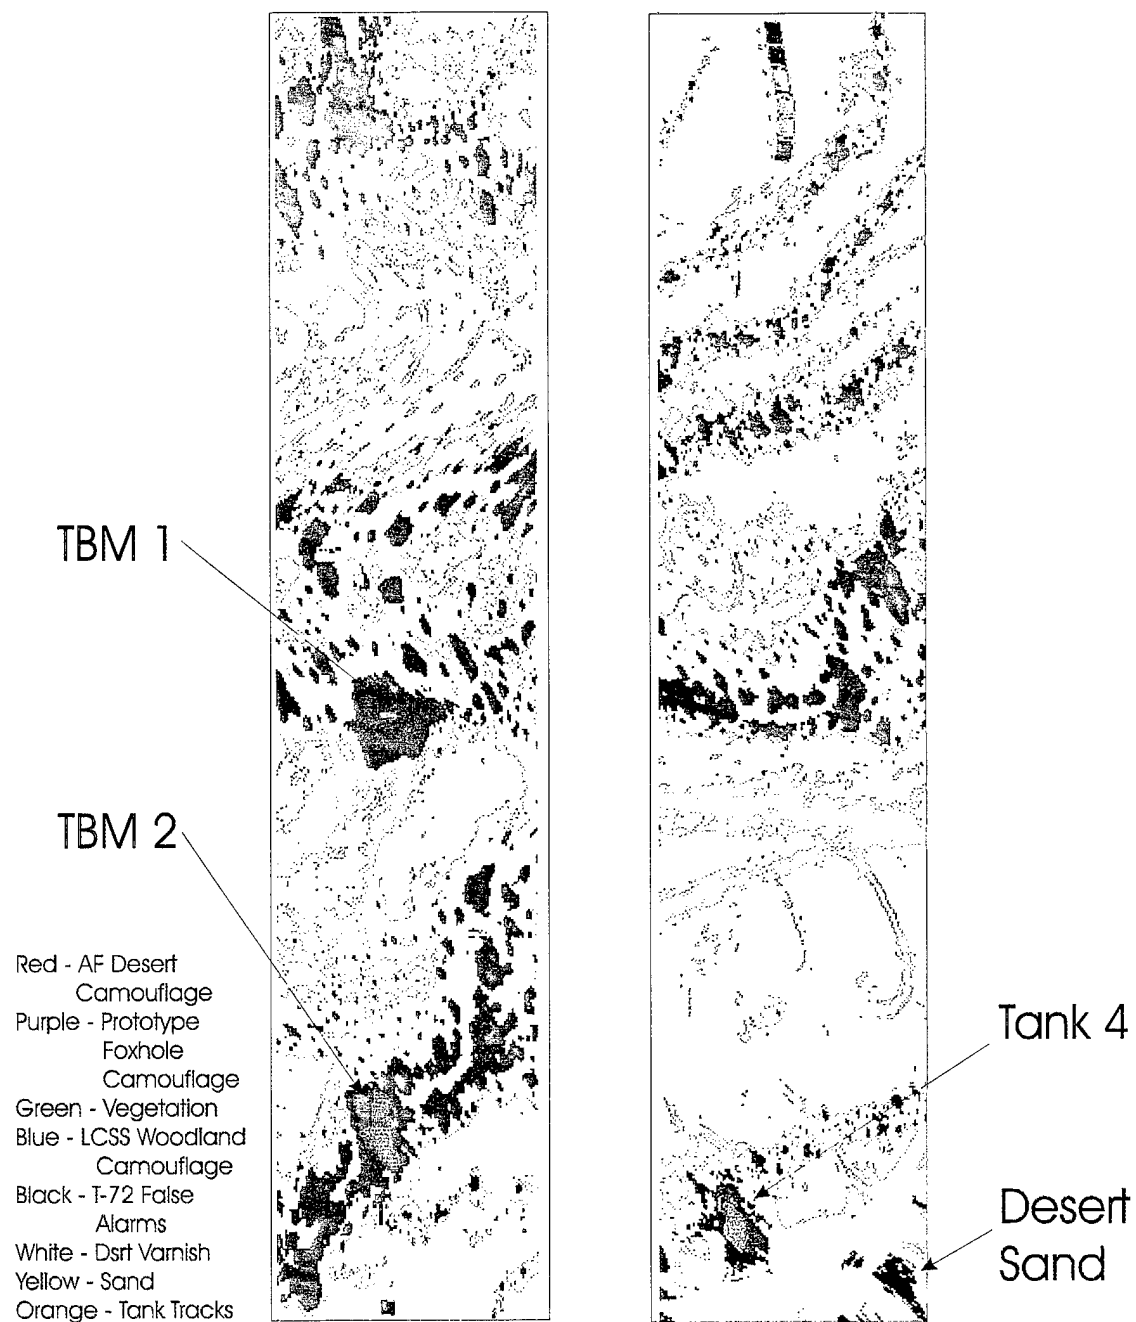 TBM 1
TBM 2
Red - AF Desert
Camouflage
Purple - Prototype
Foxhole
Camouflage
Green - Vegetation
Blue - LCSS Woodland
Camouflage
Black - T-72 False
Alarms
White - Dsrt Varnish
Yellow - Sand
Orange - Tank Tracks
Tank 4
Desert
Sand